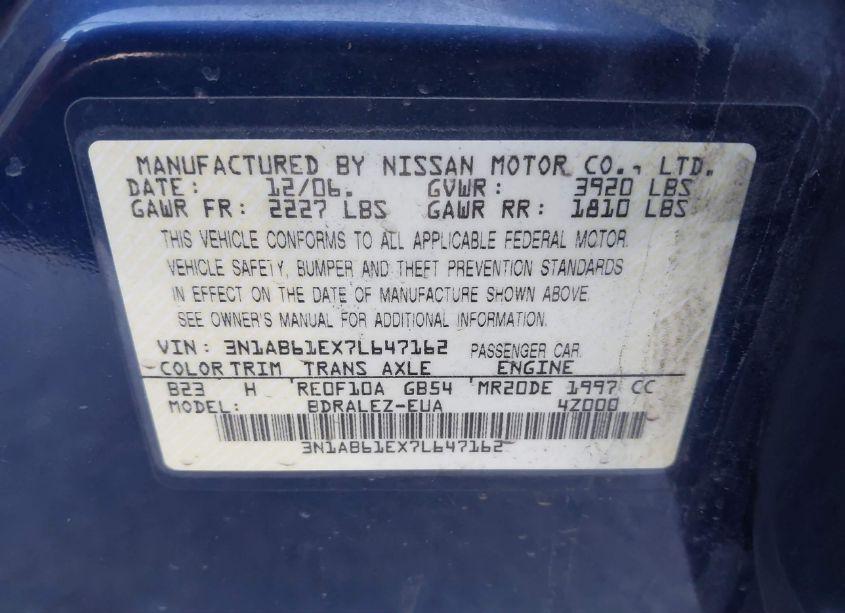 MANUFACTURED BY NISSAN MOTOR CO., LTD.
DATE: 12/06. GVWR: 3920 LBS
GAWR FR: 2227 LBS GAWR RR: 1810 LBS
THIS VEHICLE CONFORMS TO ALL APPLICABLE FEDERAL MOTOR
VEHICLE SAFETY, BUMPER AND THEFT PREVENTION STANDARDS
IN EFFECT ON THE DATE OF MANUFACTURE SHOWN ABOVE.
SEE OWNER'S MANUAL FOR ADDITIONAL INFORMATION.
VIN: 3N1AB61EX7L647162 PASSENGER CAR
COLOR TRIM TRANS AXLE ENGINE
B23 H RE0F10A GB54 MR20DE 1997 CC
MODEL: BDRALEZ-EUA 4Z000
3N1AB61EX7L647162